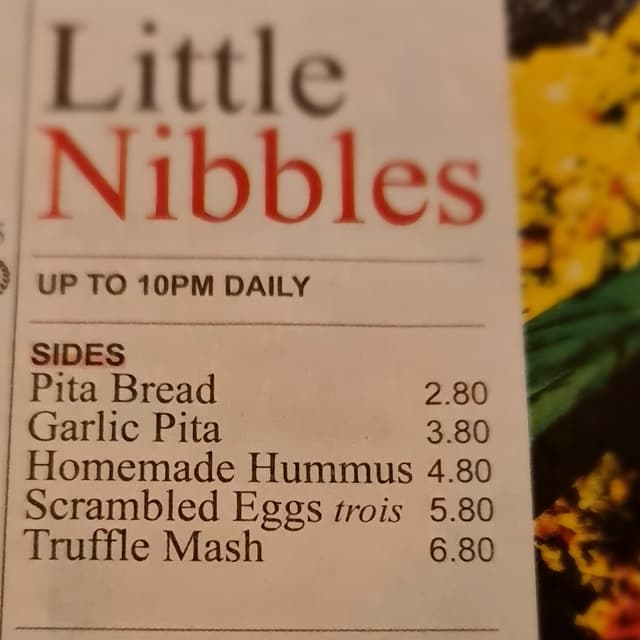 Little
Nibbles
UP TO 10PM DAILY
SIDES
Pita Bread 2.80
Garlic Pita 3.80
Homemade Hummus 4.80
Scrambled Eggs trois 5.80
Truffle Mash 6.80